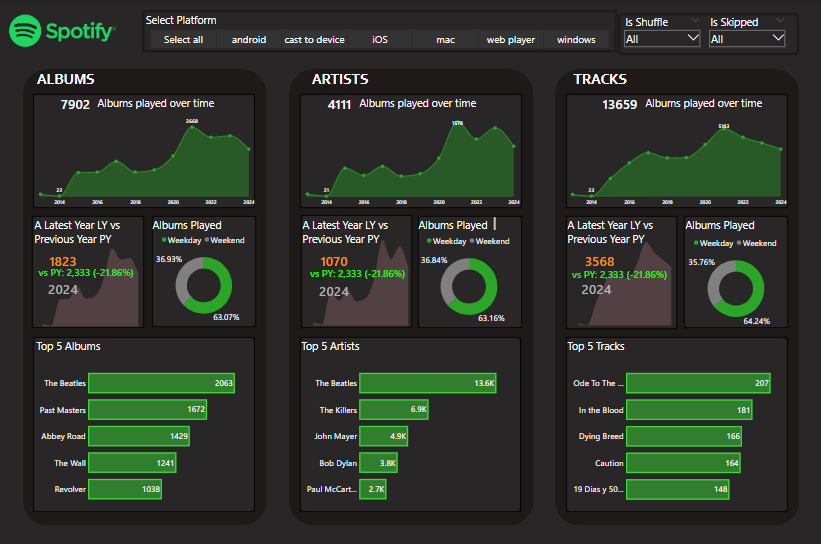 Spotify
Select Platform
Select all android cast to device iOS mac web player windows
Is Shuffle
All
Is Skipped
All
ALBUMS
7902 Albums played over time
2668
22
2014 2016 2018 2020 2022 2024
A Latest Year LY vs
Previous Year PY
1823
vs PY: 2,333 (-21.86%)
2024
Albums Played
Weekday Weekend
36.93%
63.07%
Top 5 Albums
The Beatles 2063
Past Masters 1672
Abbey Road 1429
The Wall 1241
Revolver 1038
ARTISTS
4111 Albums played over time
21
2014 2016 2018 2020 2022 2024
A Latest Year LY vs
Previous Year PY
1070
vs PY: 2,333 (-21.86%)
2024
Albums Played
Weekday Weekend
36.84%
63.16%
Top 5 Artists
The Beatles 13.6K
The Killers 6.9K
John Mayer 4.9K
Bob Dylan 3.8K
Paul McCart... 2.7K
TRACKS
13659 Albums played over time
23
2014 2016 2018 2020 2022 2024
A Latest Year LY vs
Previous Year PY
3568
vs PY: 2,333 (-21.86%)
2024
Albums Played
Weekday Weekend
35.76%
64.24%
Top 5 Tracks
Ode To The ... 207
In the Blood 181
Dying Breed 166
Caution 164
19 Dias y 50... 148